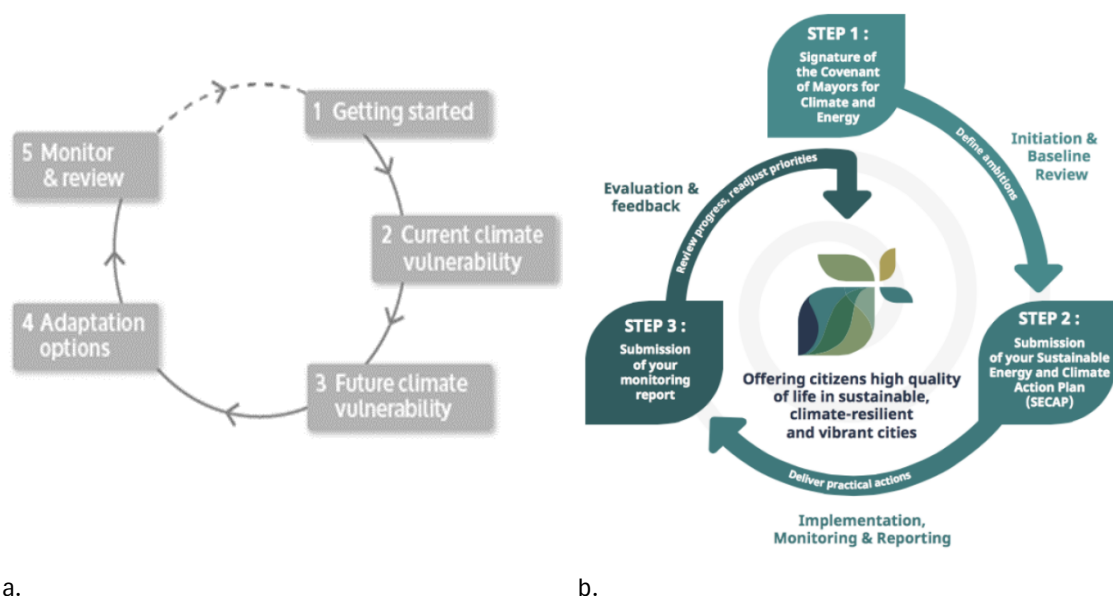 1 Getting started
2 Current climate
vulnerability
3 Future climate
vulnerability
4 Adaptation
options
5 Monitor
& review
a.
STEP 1 :
Signature of
the Covenant
of Mayors for
Climate and
Energy
Define ambitions
Initiation &
Baseline
Review
STEP 2 :
Submission
of your Sustainable
Energy and Climate
Action Plan
(SECAP)
Deliver practical actions
Implementation,
Monitoring & Reporting
STEP 3 :
Submission
of your
monitoring
report
Review progress, readjust priorities
Evaluation &
feedback
Offering citizens high quality
of life in sustainable,
climate-resilient
and vibrant cities
b.